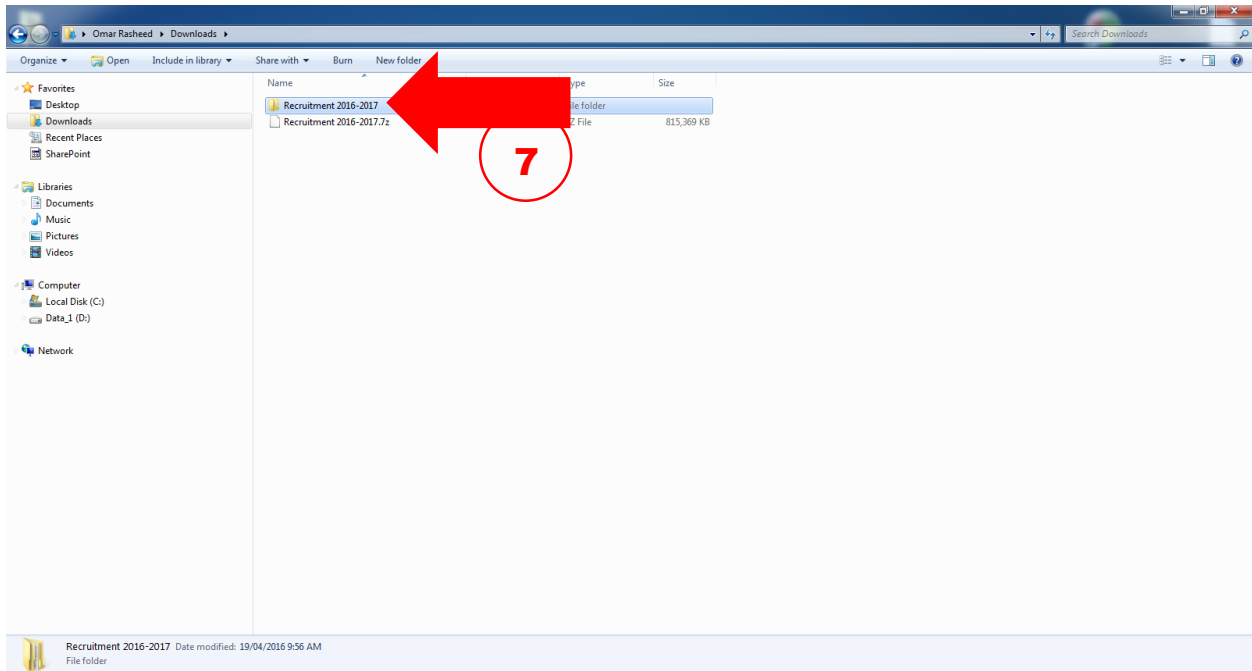 Omar Rasheed Downloads
Search Downloads
Organize Open Include in library Share with Burn New folder
Favorites
Desktop
Downloads
Recent Places
SharePoint
Libraries
Documents
Music
Pictures
Videos
Computer
Local Disk (C:)
Data_1 (D:)
Network
Name Size
Recruitment 2016-2017 folder
Recruitment 2016-2017.7z File 815,369 KB
7
Recruitment 2016-2017 Date modified: 19/04/2016 9:56 AM
File folder